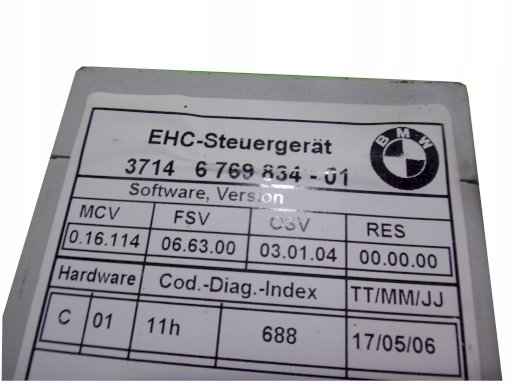 EHC-Steuergerät
BMW
3714 6 769 834 - 01
Software, Version
MCV FSV OSV RES
0.16.114 06.63.00 03.01.04 00.00.00
Hardware Cod.-Diag.-Index TT/MM/JJ
C 01 11h 688 17/05/06